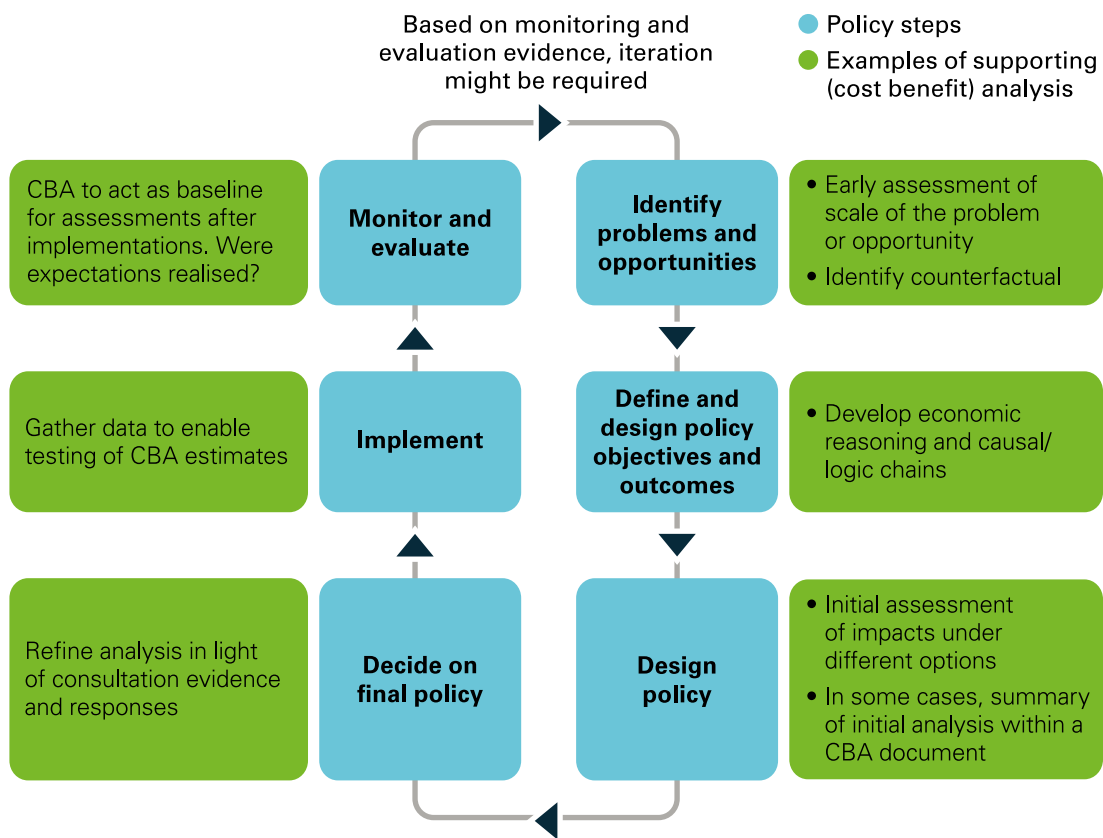 Based on monitoring and
evaluation evidence, iteration
might be required
Policy steps
Examples of supporting
(cost benefit) analysis
CBA to act as baseline
for assessments after
implementations. Were
expectations realised?
Monitor and
evaluate
Identify
problems and
opportunities
• Early assessment of
scale of the problem
or opportunity
• Identify counterfactual
Gather data to enable
testing of CBA estimates
Implement
Define and
design policy
objectives and
outcomes
• Develop economic
reasoning and causal/
logic chains
Refine analysis in light
of consultation evidence
and responses
Decide on
final policy
Design
policy
• Initial assessment
of impacts under
different options
• In some cases, summary
of initial analysis within a
CBA document